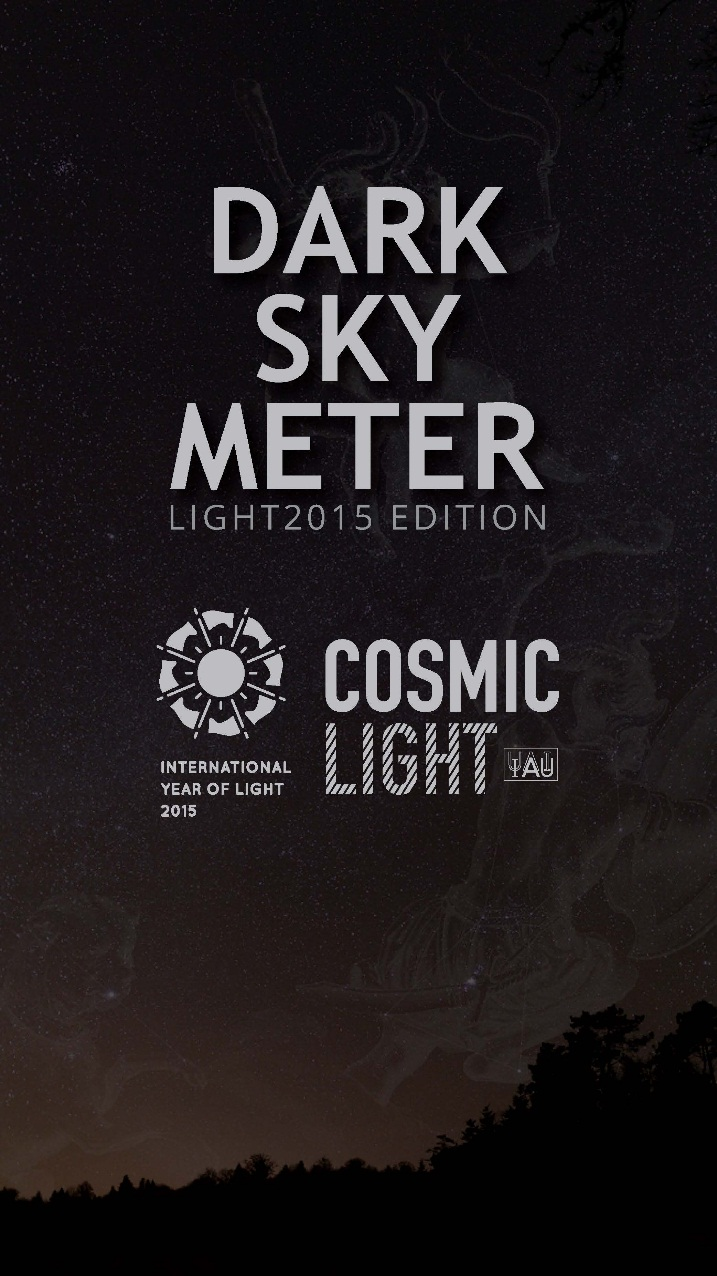 DARK
SKY
METER
LIGHT2015 EDITION
COSMIC
LIGHT
IAU
INTERNATIONAL
YEAR OF LIGHT
2015